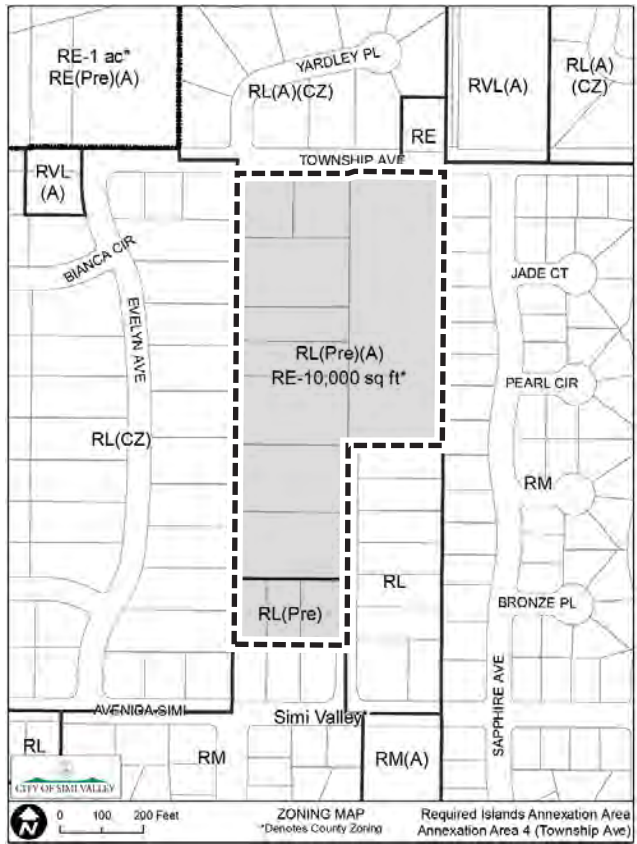 RE-1 ac*
RE(Pre)(A)
YARDLEY PL
RL(A)(CZ)
RVL(A)
RL(A)
(CZ)
RE
TOWNSHIP AVE
RVL
(A)
BIANCA CIR
JADE CT
EVELYN AVE
RL(Pre)(A)
RE-10,000 sq ft*
PEARL CIR
RL(CZ)
RM
RL
BRONZE PL
RL(Pre)
SAPPHIRE AVE
AVENIDA SIMI
Simi Valley*
RL
RM
RM(A)
CITY OF SIMI VALLEY
N
0 100 200 Feet
ZONING MAP
*Denotes County Zoning
Required Islands Annexation Area
Annexation Area 4 (Township Ave)